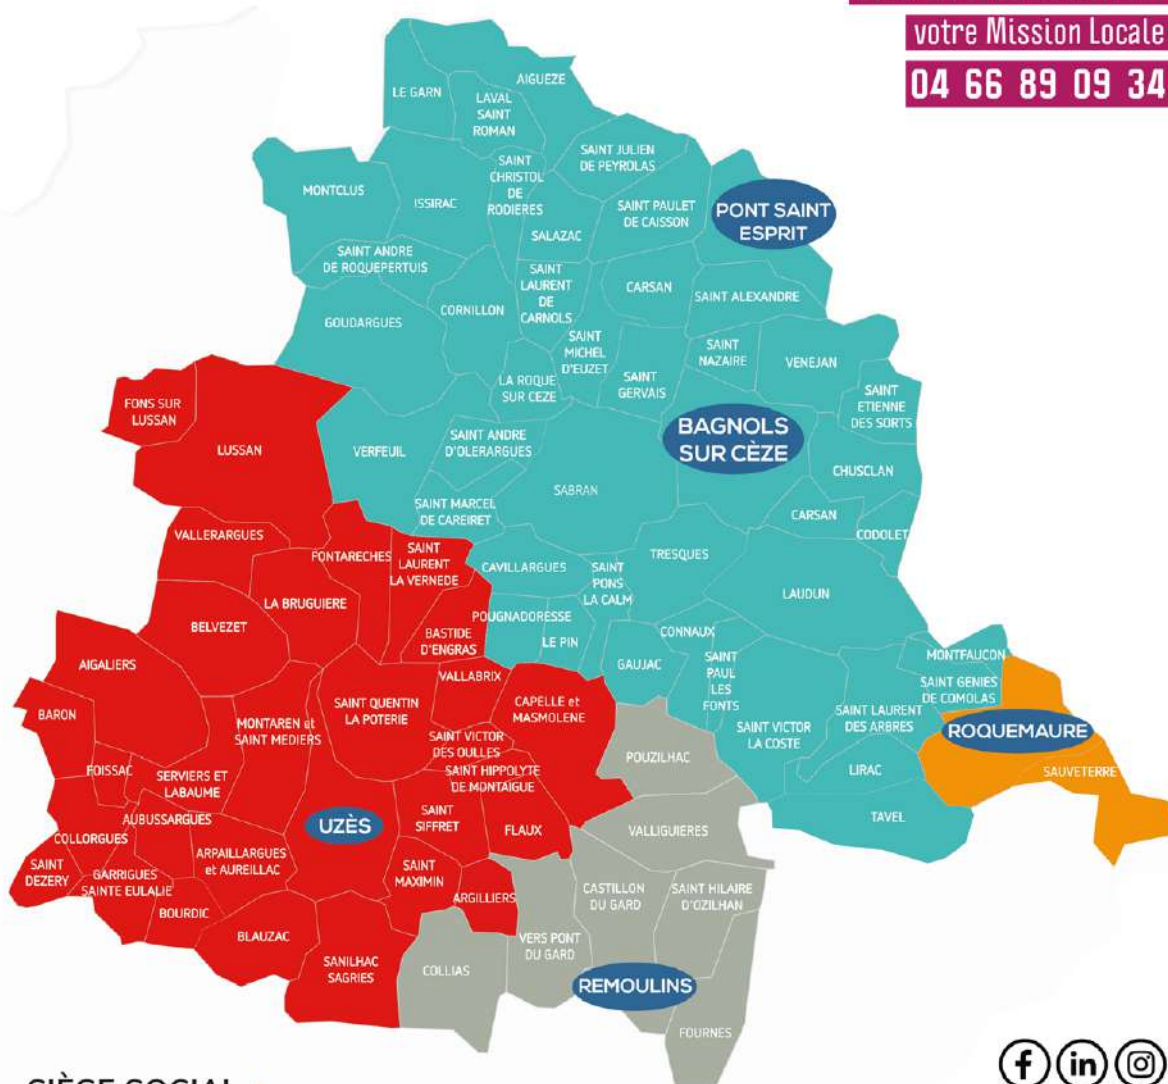 votre Mission Locale
04 66 89 09 34
AIGUEZE
LE GARN
LAVAL
SAINT
ROMAN
SAINT JULIEN
DE PEYROLAS
SAINT
CHRISTOL
DE
RODIERES
MONTCLUS
ISSIRAC
SAINT PAULET
DE CAISSON
PONT SAINT
ESPRIT
SALAZAC
SAINT ANDRE
DE ROQUEPERTUIS
SAINT
LAURENT
DE
CARNOLS
CARSAN
SAINT ALEXANDRE
CORNILLON
GOUDARGUES
SAINT
MICHEL
D'EUZET
SAINT
NAZAIRE
VENEJAN
LA ROQUE
SUR CEZE
SAINT
GERVAIS
SAINT
ETIENNE
DES SORTS
FONS SUR
LUSSAN
BAGNOLS
SUR CÈZE
LUSSAN
VERFEUIL
SAINT ANDRE
D'OLERARGUES
CHUSCLAN
SABRAN
SAINT MARCEL
DE CAREIRET
CARSAN
CODOLET
VALLERARGUES
FONTARECHES
SAINT
LAURENT
LA VERNEDE
CAVILLARGUES
SAINT
PONS
LA CALM
TRESQUES
LAUDUN
LA BRUGUIERE
BELVEZET
POUGNADORESSE
BASTIDE
D'ENGRAS
LE PIN
CONNAUX
GAUJAC
SAINT
PAUL
LES
FONTS
MONTFAUCON
AIGALIERS
VALLABRIX
SAINT GENIES
DE COMOLAS
SAINT QUENTIN
LA POTERIE
CAPELLE et
MASMOLENE
BARON
MONTAREN et
SAINT MEDIERS
SAINT LAURENT
DES ARBRES
SAINT VICTOR
LA COSTE
ROQUEMAURE
SAINT VICTOR
DES OULLES
POUZILHAC
FOISSAC
SERVIERS ET
LABAUME
SAINT HIPPOLYTE
DE MONTAIGUE
LIRAC
SAUVETERRE
AUBUSSARGUES
UZÈS
SAINT
SIFFRET
FLAUX
VALLIGUIERES
TAVEL
COLLORGUES
ARPAILLARGUES
et AUREILLAC
SAINT
DEZERY
GARRIGUES
SAINTE EULALIE
SAINT
MAXIMIN
ARGILLIERS
CASTILLON
DU GARD
SAINT HILAIRE
D'OZILHAN
BOURDIC
BLAUZAC
VERS PONT
DU GARD
SANILHAC
SAGRIES
COLLIAS
REMOULINS
FOURNES
f in